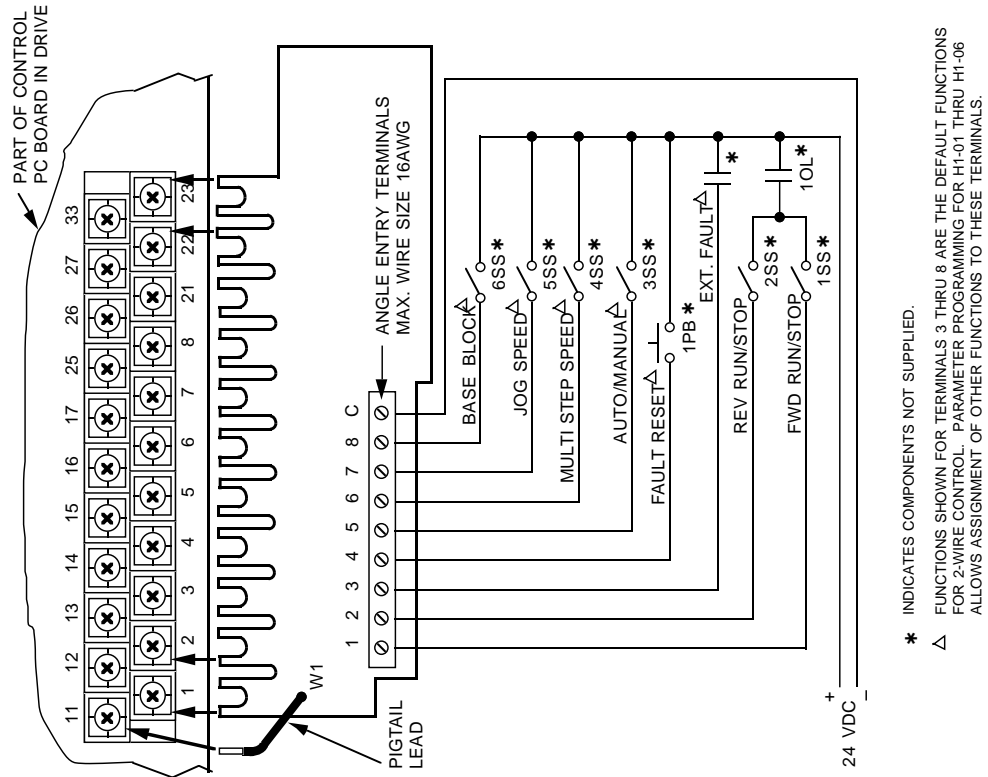 PART OF CONTROL
PC BOARD IN DRIVE
11 12 13 14 15 16 17 25 26 27 33
1 2 3 4 5 6 7 8 21 22 23
PIGTAIL
LEAD
W1
ANGLE ENTRY TERMINALS
MAX. WIRE SIZE 16AWG
1 2 3 4 5 6 7 8 C
BASE BLOCK △
6SS*
JOG SPEED △
5SS*
MULTI STEP SPEED △
4SS*
AUTO/MANUAL △
3SS*
FAULT RESET △
1PB*
EXT. FAULT △
*
REV RUN/STOP
2SS*
1OL*
FWD RUN/STOP
1SS*
24 VDC
+
–
* INDICATES COMPONENTS NOT SUPPLIED.
△ FUNCTIONS SHOWN FOR TERMINALS 3 THRU 8 ARE THE DEFAULT FUNCTIONS
FOR 2-WIRE CONTROL. PARAMETER PROGRAMING FOR H1-01 THRU H1-06
ALLOWS ASSIGNMENT OF OTHER FUNCTIONS TO THESE TERMINALS.